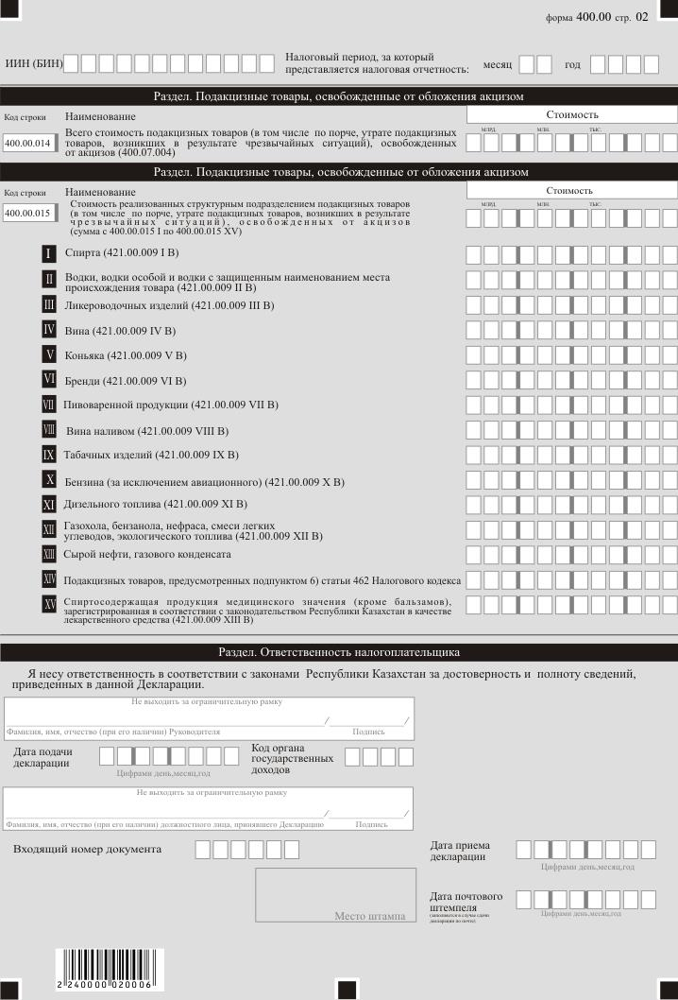 форма 400.00 стр. 02
ИИН (БИН)
Налоговый период, за который
представляется налоговая отчетность:
месяц
год
Раздел. Подакцизные товары, освобожденные от обложения акцизом
Код строки
Наименование
Стоимость
400.00.014
Всего стоимость подакцизных товаров (в том числе по порче, утрате подакцизных
товаров, возникших в результате чрезвычайных ситуаций), освобожденных
от акцизов (400.07.004)
МЛРД.
МЛН.
ТЫС.
Раздел. Подакцизные товары, освобожденные от обложения акцизом
Код строки
Наименование
Стоимость
400.00.015
Стоимость реализованных структурным подразделением подакцизных товаров
(в том числе по порче, утрате подакцизных товаров, возникших в результате
чрезвычайных ситуаций), освобожденных от акцизов
(сумма с 400.00.015 I по 400.00.015 XV)
МЛРД.
МЛН.
ТЫС.
I Спирта (421.00.009 I В)
II Водки, водки особой и водки с защищенным наименованием места
происхождения товара (421.00.009 II В)
III Ликероводочных изделий (421.00.009 III В)
IV Вина (421.00.009 IV В)
V Коньяка (421.00.009 V В)
VI Бренди (421.00.009 VI В)
VII Пивоваренной продукции (421.00.009 VII В)
VIII Вина наливом (421.00.009 VIII В)
IX Табачных изделий (421.00.009 IX В)
X Бензина (за исключением авиационного) (421.00.009 X В)
XI Дизельного топлива (421.00.009 XI В)
XII Газохола, бензанола, нефраса, смеси легких
углеводов, экологического топлива (421.00.009 XII В)
XIII Сырой нефти, газового конденсата
XIV Подакцизных товаров, предусмотренных подпунктом 6) статьи 462 Налогового кодекса
XV Спиртосодержащая продукция медицинского значения (кроме бальзамов),
зарегистрированная в соответствии с законодательством Республики Казахстан в качестве
лекарственного средства (421.00.009 XIII В)
Раздел. Ответственность налогоплательщика
Я несу ответственность в соответствии с законами Республики Казахстан за достоверность и полноту сведений,
приведенных в данной Декларации.
Не выходить за ограничительную рамку
/ /
Фамилия, имя, отчество (при его наличии) Руководителя
Подпись
Дата подачи
декларации
Цифрами день,месяц,год
Код органа
государственных
доходов
Не выходить за ограничительную рамку
/ /
Фамилия, имя, отчество (при его наличии) должностного лица, принявшего Декларацию
Подпись
Входящий номер документа
Дата приема
декларации
Цифрами день,месяц,год
Место штампа
Дата почтового
штемпеля
(заполняется в случае сдачи
декларации по почте)
Цифрами день,месяц,год
2 240000 020006